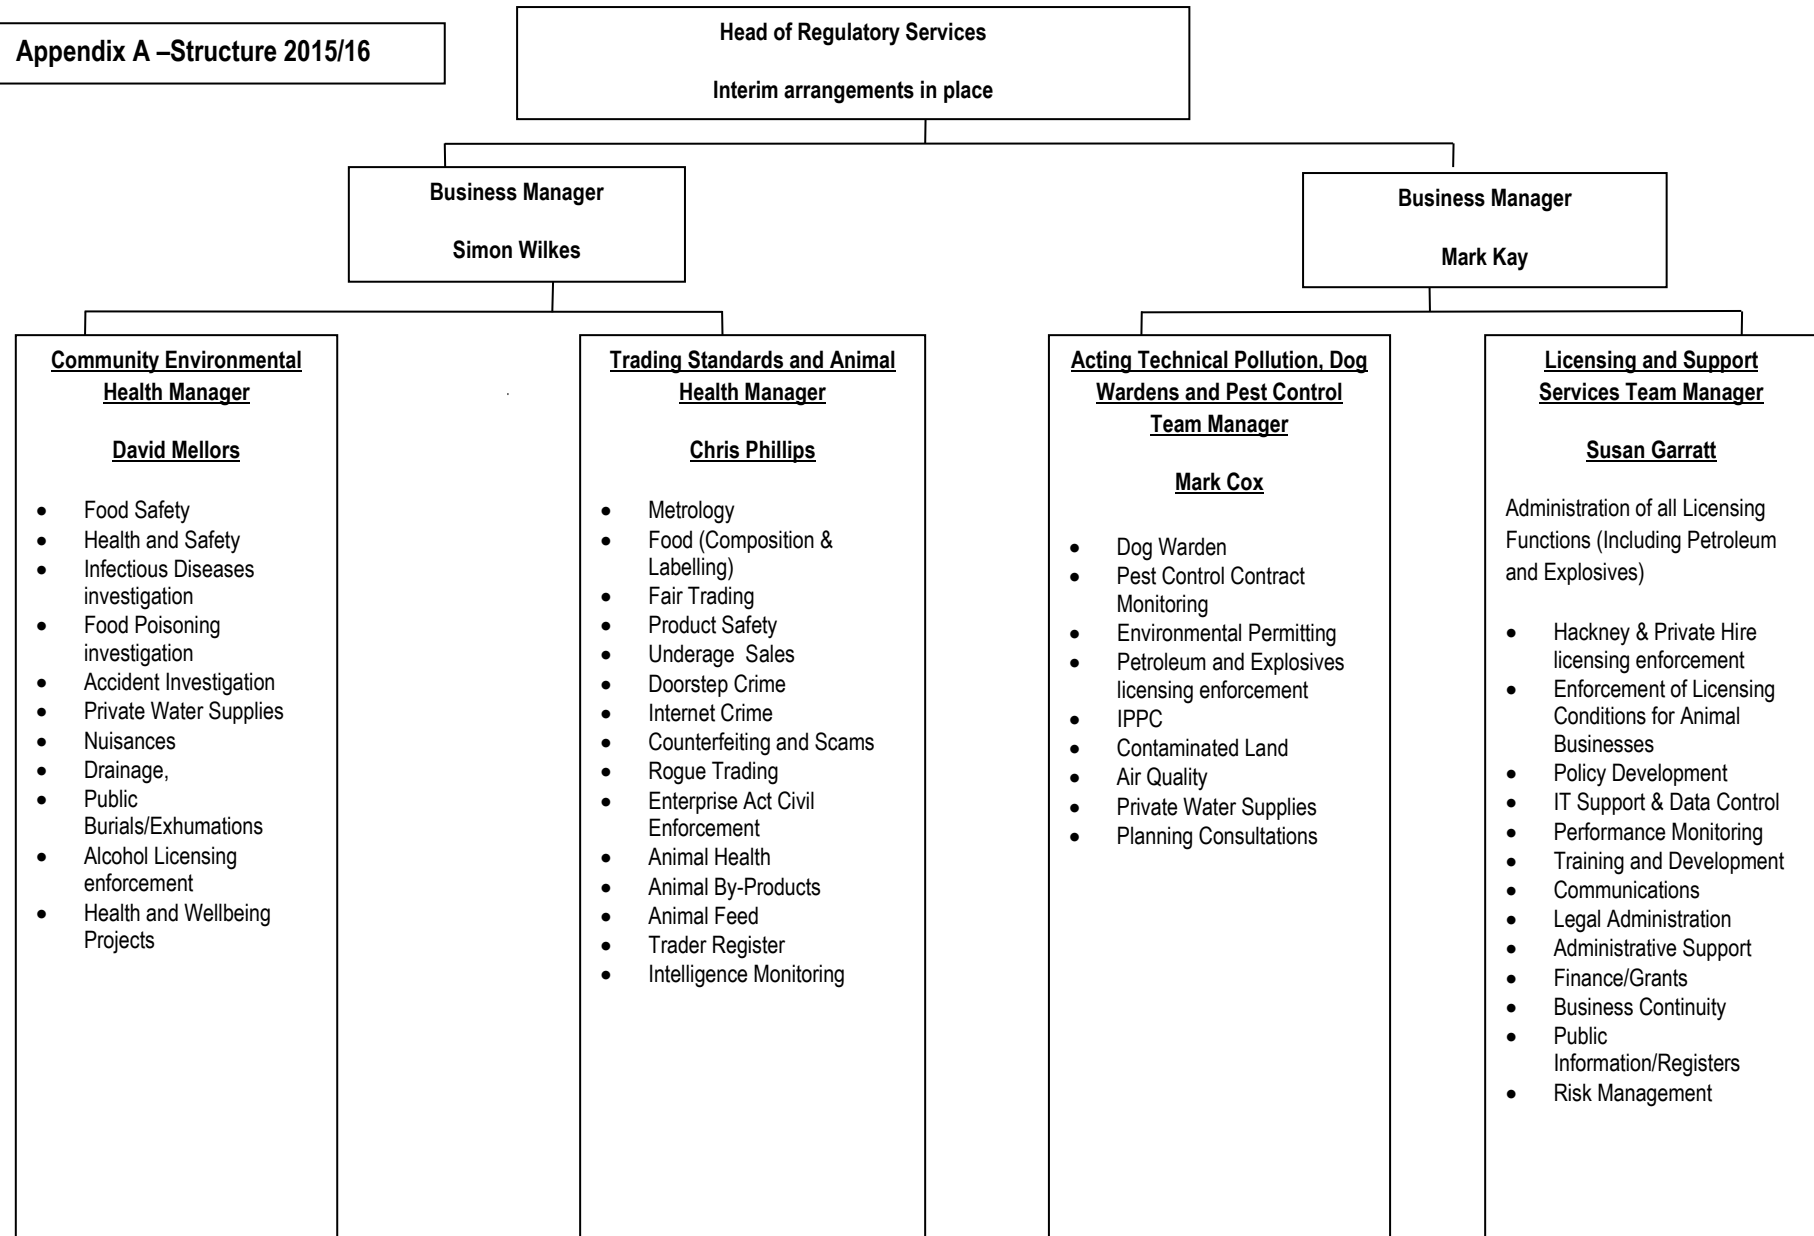 Appendix A –Structure 2015/16
Head of Regulatory Services
Interim arrangements in place
Business Manager
Simon Wilkes
Business Manager
Mark Kay
Community Environmental
Health Manager
David Mellors
• Food Safety
• Health and Safety
• Infectious Diseases
investigation
• Food Poisoning
investigation
• Accident Investigation
• Private Water Supplies
• Nuisances
• Drainage,
• Public
Burials/Exhumations
• Alcohol Licensing
enforcement
• Health and Wellbeing
Projects
Trading Standards and Animal
Health Manager
Chris Phillips
• Metrology
• Food (Composition &
Labelling)
• Fair Trading
• Product Safety
• Underage  Sales
• Doorstep Crime
• Internet Crime
• Counterfeiting and Scams
• Rogue Trading
• Enterprise Act Civil
Enforcement
• Animal Health
• Animal By-Products
• Animal Feed
• Trader Register
• Intelligence Monitoring
Acting Technical Pollution, Dog
Wardens and Pest Control
Team Manager
Mark Cox
• Dog Warden
• Pest Control Contract
Monitoring
• Environmental Permitting
• Petroleum and Explosives
licensing enforcement
• IPPC
• Contaminated Land
• Air Quality
• Private Water Supplies
• Planning Consultations
Licensing and Support
Services Team Manager
Susan Garratt
Administration of all Licensing
Functions (Including Petroleum
and Explosives)
• Hackney & Private Hire
licensing enforcement
• Enforcement of Licensing
Conditions for Animal
Businesses
• Policy Development
• IT Support & Data Control
• Performance Monitoring
• Training and Development
• Communications
• Legal Administration
• Administrative Support
• Finance/Grants
• Business Continuity
• Public
Information/Registers
• Risk Management